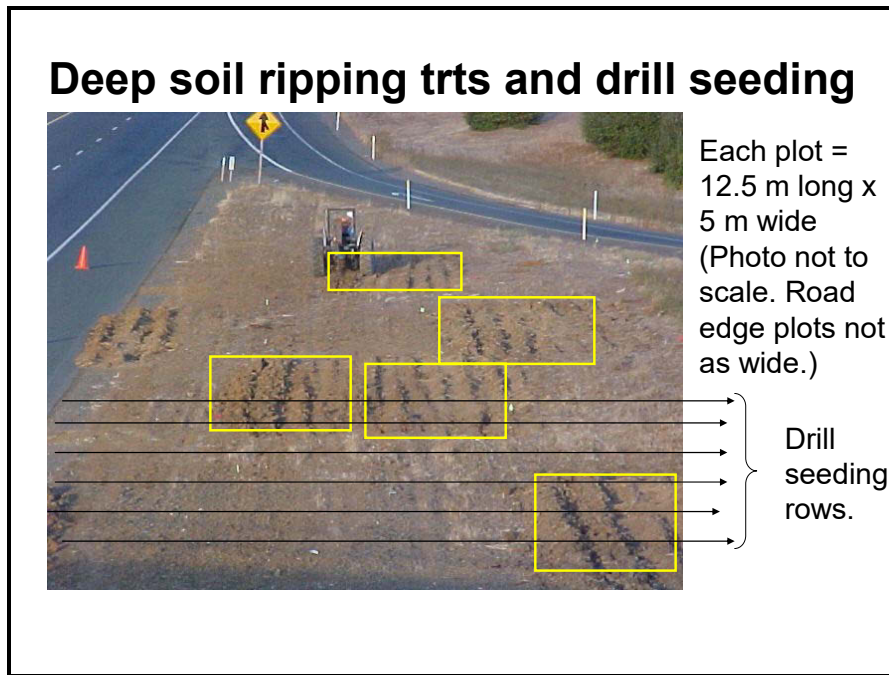 Deep soil ripping trts and drill seeding
Each plot =
12.5 m long x
5 m wide
(Photo not to
scale. Road
edge plots not
as wide.)
Drill
seeding
rows.